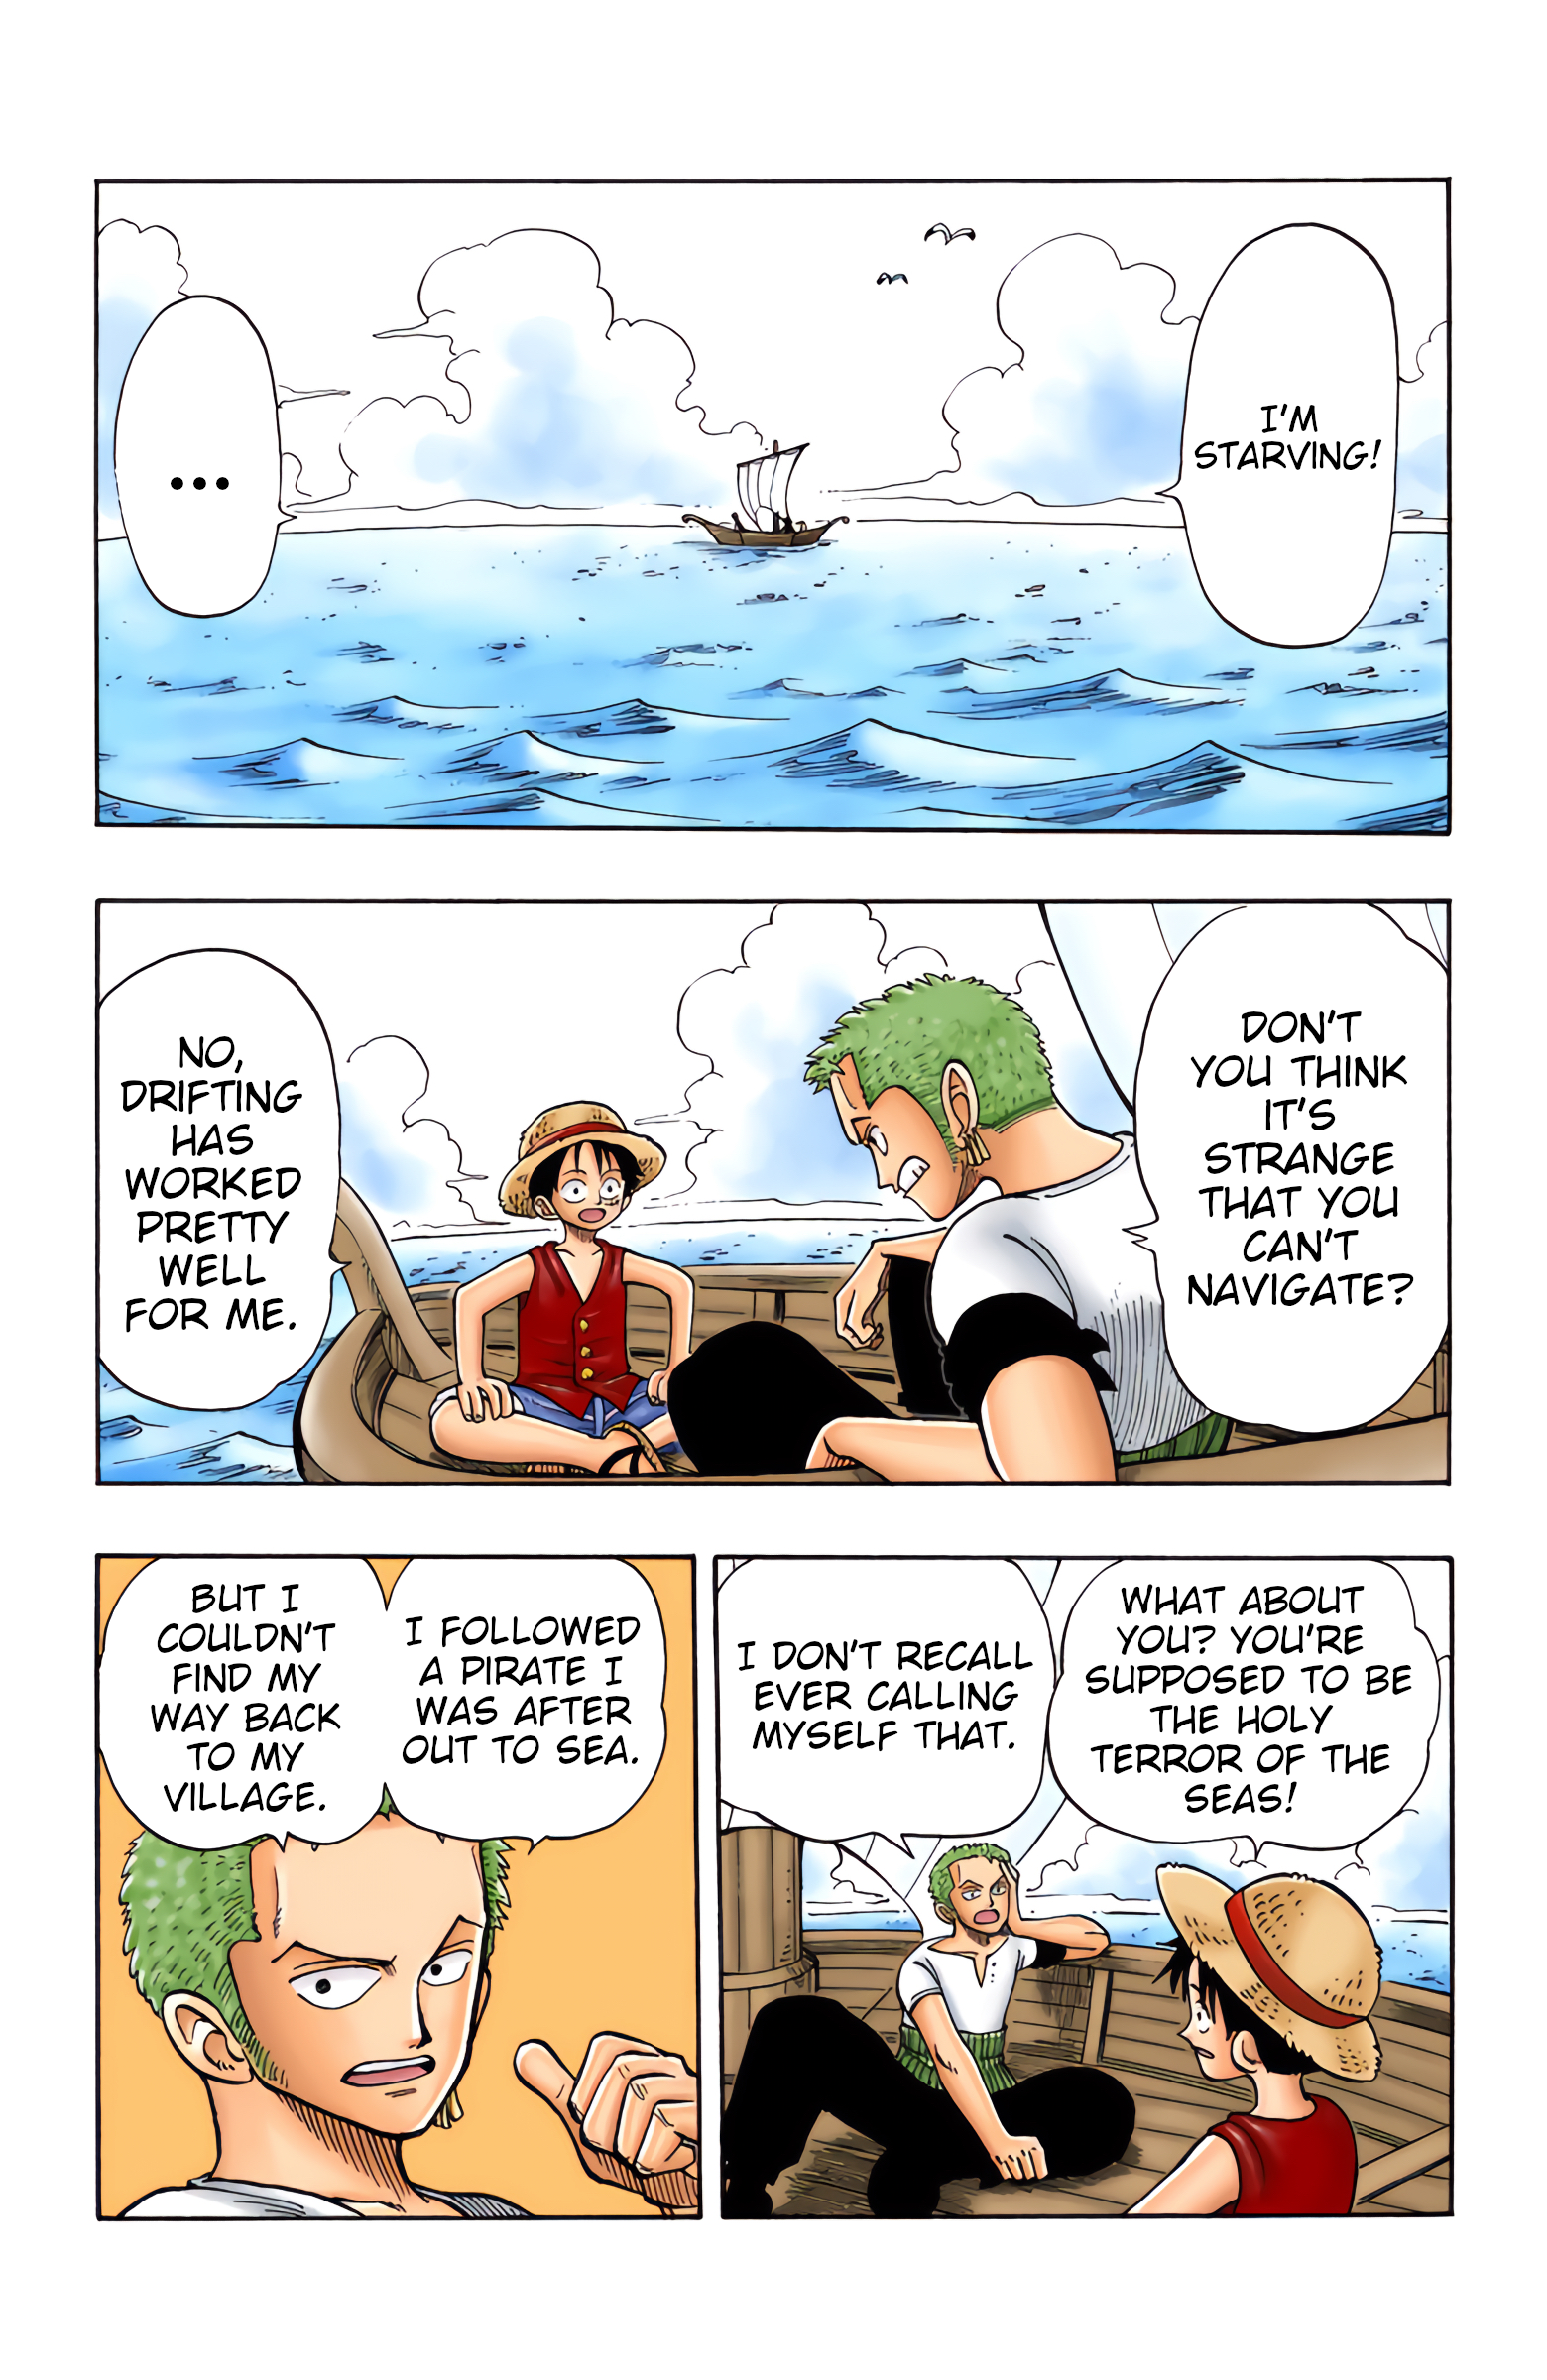 I'M
STARVING!
...
DON'T
YOU THINK
IT'S
STRANGE
THAT YOU
CAN'T
NAVIGATE?
NO,
DRIFTING
HAS
WORKED
PRETTY
WELL
FOR ME.
WHAT ABOUT
YOU? YOU'RE
SUPPOSED TO BE
THE HOLY
TERROR OF THE
SEAS!
I DON'T RECALL
EVER CALLING
MYSELF THAT.
I FOLLOWED
A PIRATE I
WAS AFTER
OUT TO SEA.
BUT I
COULDN'T
FIND MY
WAY BACK
TO MY
VILLAGE.